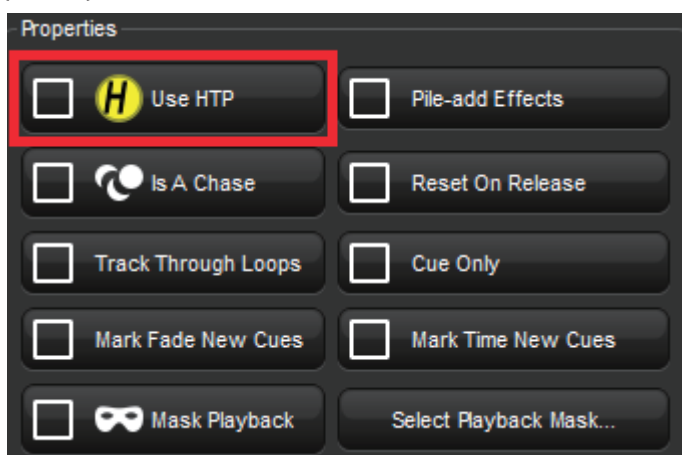 Properties
H Use HTP
Pile-add Effects
Is A Chase
Reset On Release
Track Through Loops
Cue Only
Mark Fade New Cues
Mark Time New Cues
Mask Playback
Select Playback Mask...